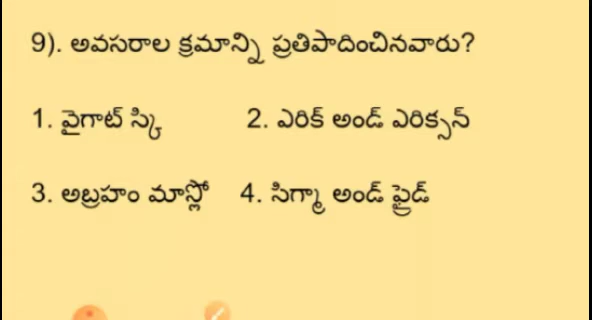 9). అవసరాల క్రమాన్ని ప్రతిపాదించినవారు?
1. వైగాట్ స్కి 2. ఎరిక్ అండ్ ఎరిక్సన్
3. అబ్రహం మాస్లో 4. సిగ్మా అండ్ ఫ్రైడ్